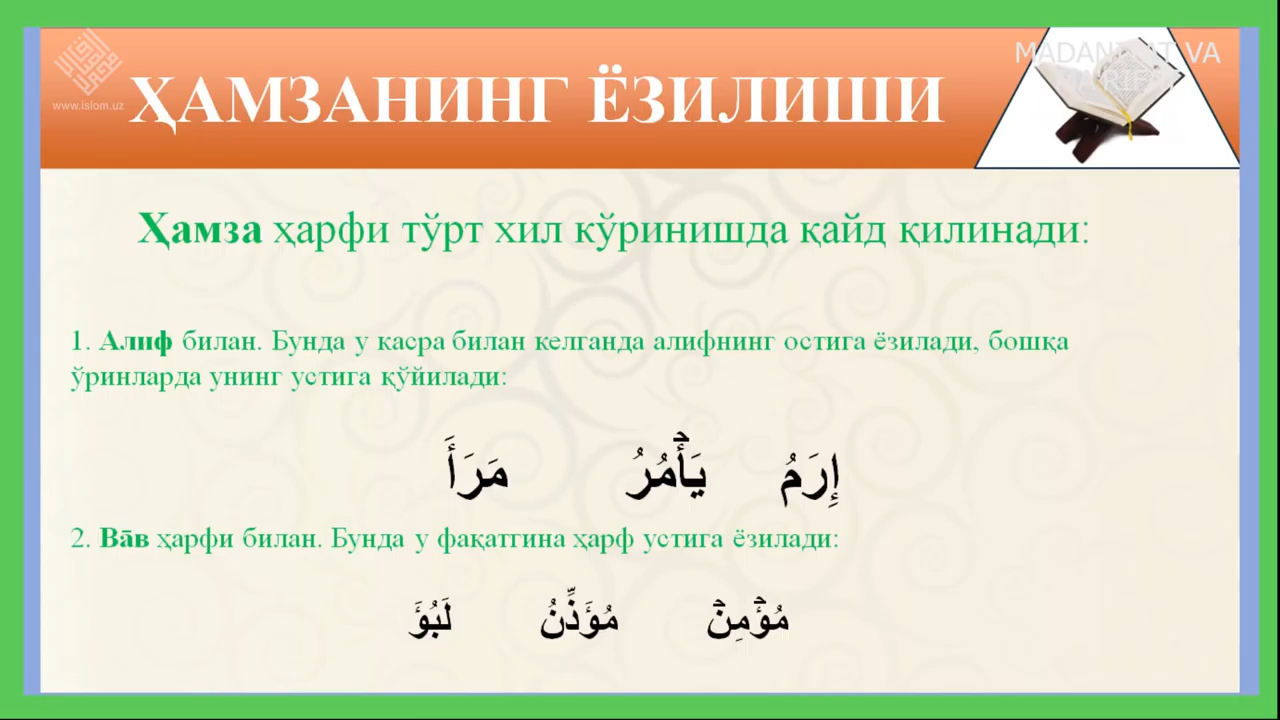 www.islom.uz
ҲАМЗАНИНГ ЁЗИЛИШИ
Ҳамза ҳарфи тўрт хил кўринишда қайд қилинади:
1. Алиф билан. Бунда у касра билан келганда алифнинг остига ёзилади, бошқа
ўринларда унинг устига қўйилади:
إِرَمُ يَأْمُرُ مَرَأَ
2. Вāв ҳарфи билан. Бунда у фақатгина ҳарф устига ёзилади:
مُؤْمِنْ مُؤَذِّنُ لَبُؤَ